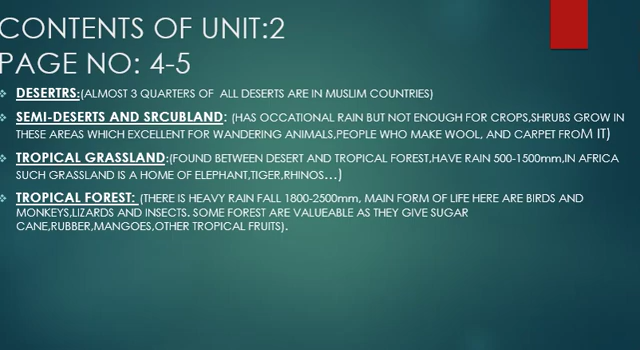 CONTENTS OF UNIT:2
PAGE NO: 4-5
❖ DESERTRS:(ALMOST 3 QUARTERS OF ALL DESERTS ARE IN MUSLIM COUNTRIES)
❖ SEMI-DESERTS AND SRCUBLAND: (HAS OCCATIONAL RAIN BUT NOT ENOUGH FOR CROPS,SHRUBS GROW IN
THESE AREAS WHICH EXCELLENT FOR WANDERING ANIMALS,PEOPLE WHO MAKE WOOL, AND CARPET FROM IT)
❖ TROPICAL GRASSLAND:(FOUND BETWEEN DESERT AND TROPICAL FOREST,HAVE RAIN 500-1500mm,IN AFRICA
SUCH GRASSLAND IS A HOME OF ELEPHANT,TIGER,RHINOS...)
❖ TROPICAL FOREST: (THERE IS HEAVY RAIN FALL 1800-2500mm, MAIN FORM OF LIFE HERE ARE BIRDS AND
MONKEYS,LIZARDS AND INSECTS. SOME FOREST ARE VALUEABLE AS THEY GIVE SUGAR
CANE,RUBBER,MANGOES,OTHER TROPICAL FRUITS).